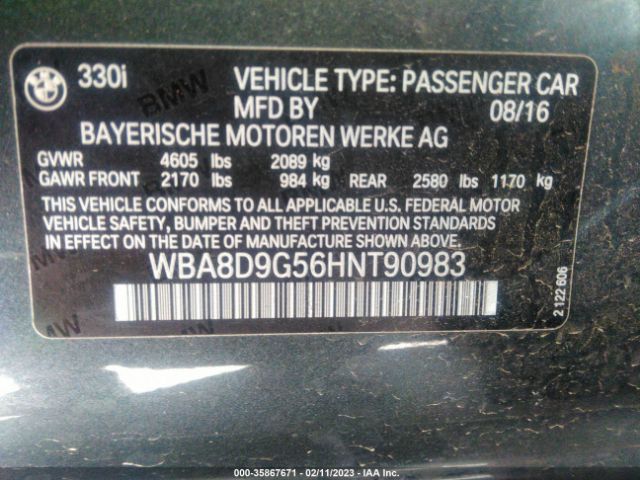 BMW 330i VEHICLE TYPE: PASSENGER CAR
MFD BY 08/16
BAYERISCHE MOTOREN WERKE AG
GVWR 4605 lbs 2089 kg
GAWR FRONT 2170 lbs 984 kg REAR 2580 lbs 1170 kg
THIS VEHICLE CONFORMS TO ALL APPLICABLE U.S. FEDERAL MOTOR
VEHICLE SAFETY, BUMPER AND THEFT PREVENTION STANDARDS
IN EFFECT ON THE DATE OF MANUFACTURE SHOWN ABOVE.
WBA8D9G56HNT90983
2 122 606
BMW
BMW
000-35867671 - 02/11/2023 - IAA Inc.